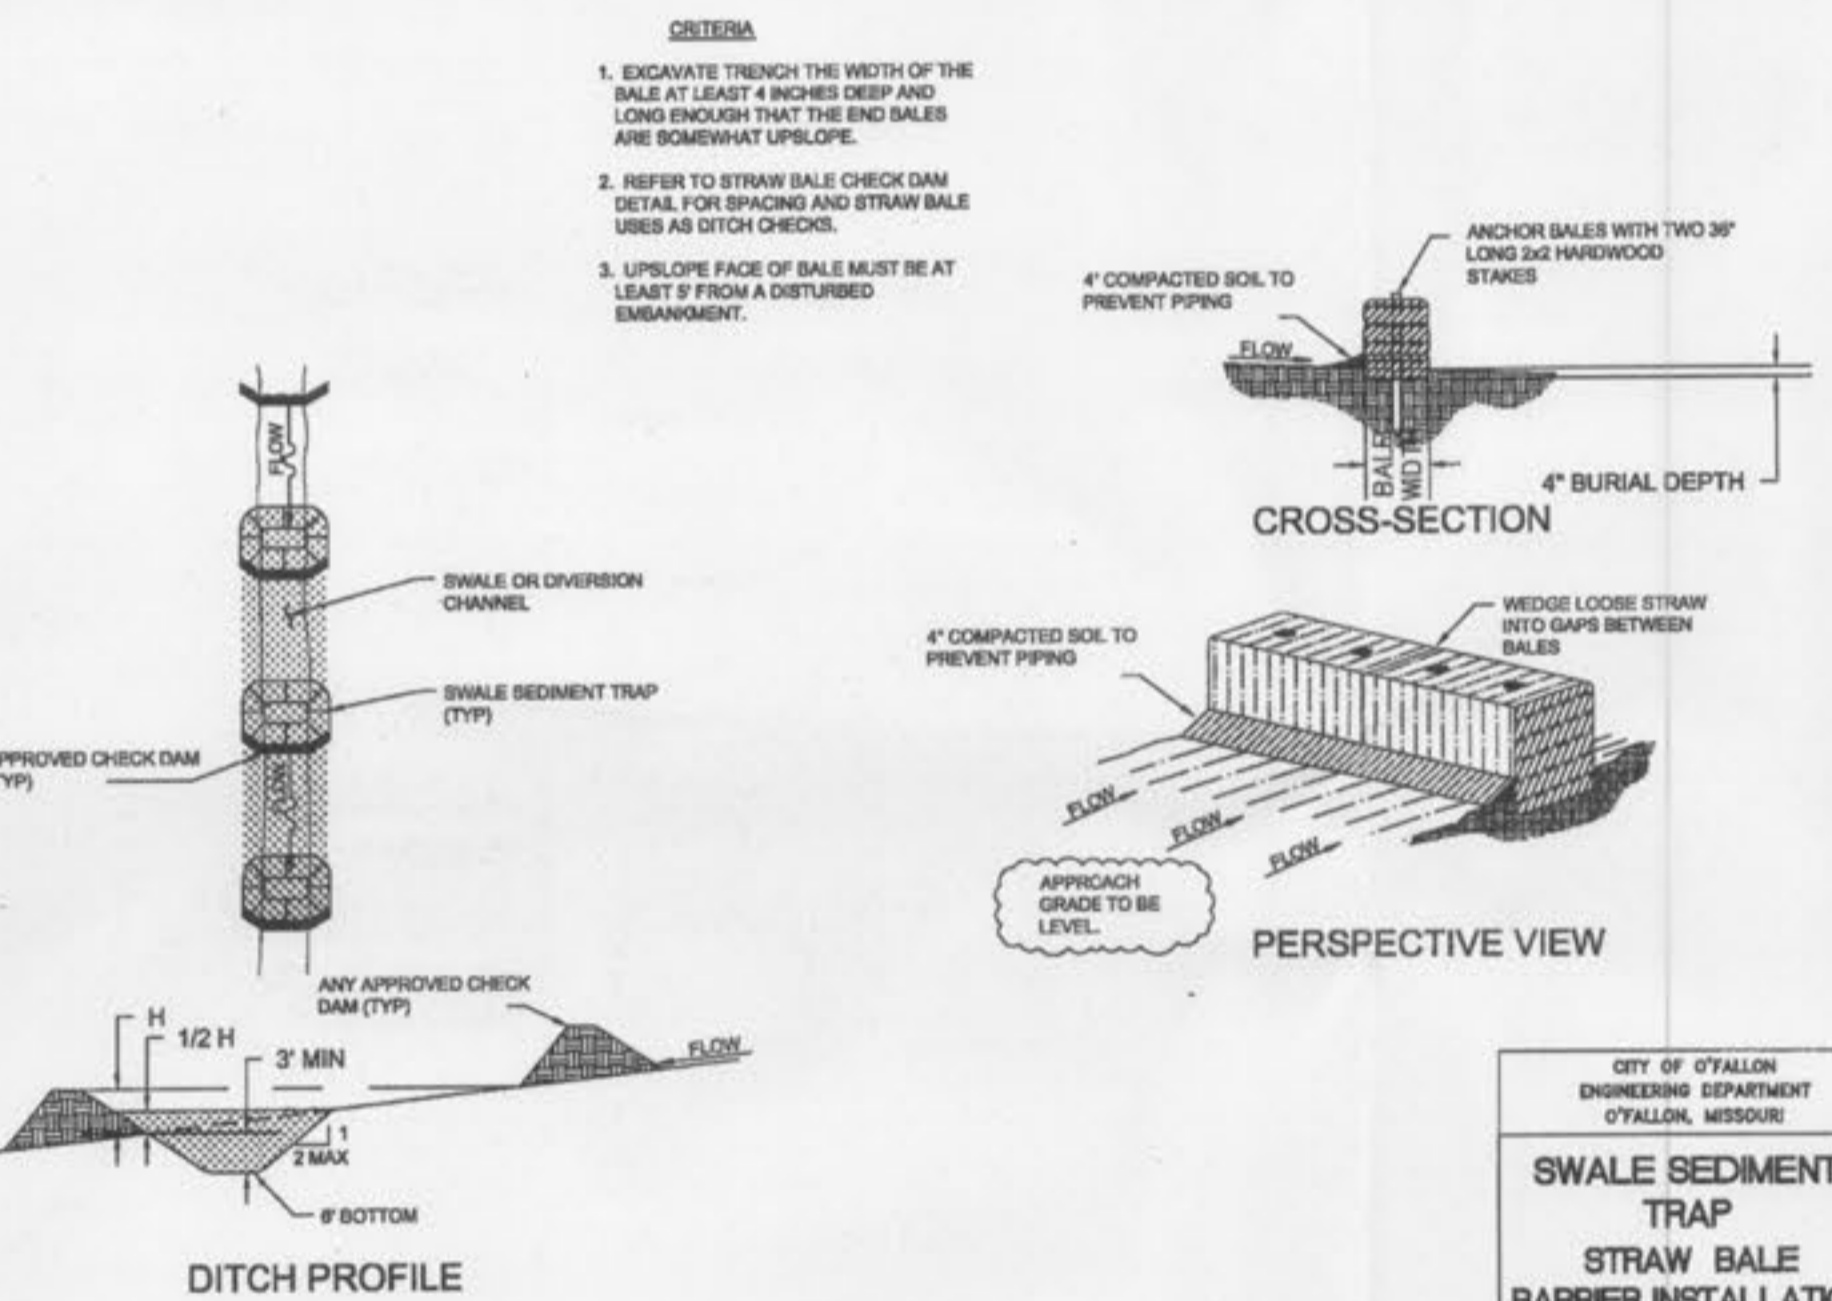 CRITERIA
1. EXCAVATE TRENCH THE WIDTH OF THE
BALE AT LEAST 4 INCHES DEEP AND
LONG ENOUGH THAT THE END BALES
ARE SOMEWHAT UPSLOPE.
2. REFER TO STRAW BALE CHECK DAM
DETAIL FOR SPACING AND STRAW BALE
USES AS DITCH CHECKS.
3. UPSLOPE FACE OF BALE MUST BE AT
LEAST 5' FROM A DISTURBED
EMBANKMENT.
ANCHOR BALES WITH TWO 36"
LONG 2x2 HARDWOOD
STAKES
4" COMPACTED SOIL TO
PREVENT PIPING
FLOW
BALE
WIDTH
4" BURIAL DEPTH
CROSS-SECTION
FLOW
SWALE OR DIVERSION
CHANNEL
SWALE SEDIMENT TRAP
(TYP)
PPROVED CHECK DAM
YP)
FLOW
WEDGE LOOSE STRAW
INTO GAPS BETWEEN
BALES
4" COMPACTED SOIL TO
PREVENT PIPING
FLOW
FLOW
FLOW
APPROACH
GRADE TO BE
LEVEL.
PERSPECTIVE VIEW
ANY APPROVED CHECK
DAM (TYP)
H
1/2 H
3' MIN
FLOW
1
2 MAX
6' BOTTOM
DITCH PROFILE
CITY OF O'FALLON
ENGINEERING DEPARTMENT
O'FALLON, MISSOURI
SWALE SEDIMENT
TRAP
STRAW BALE
BARRIER INSTALLATIO